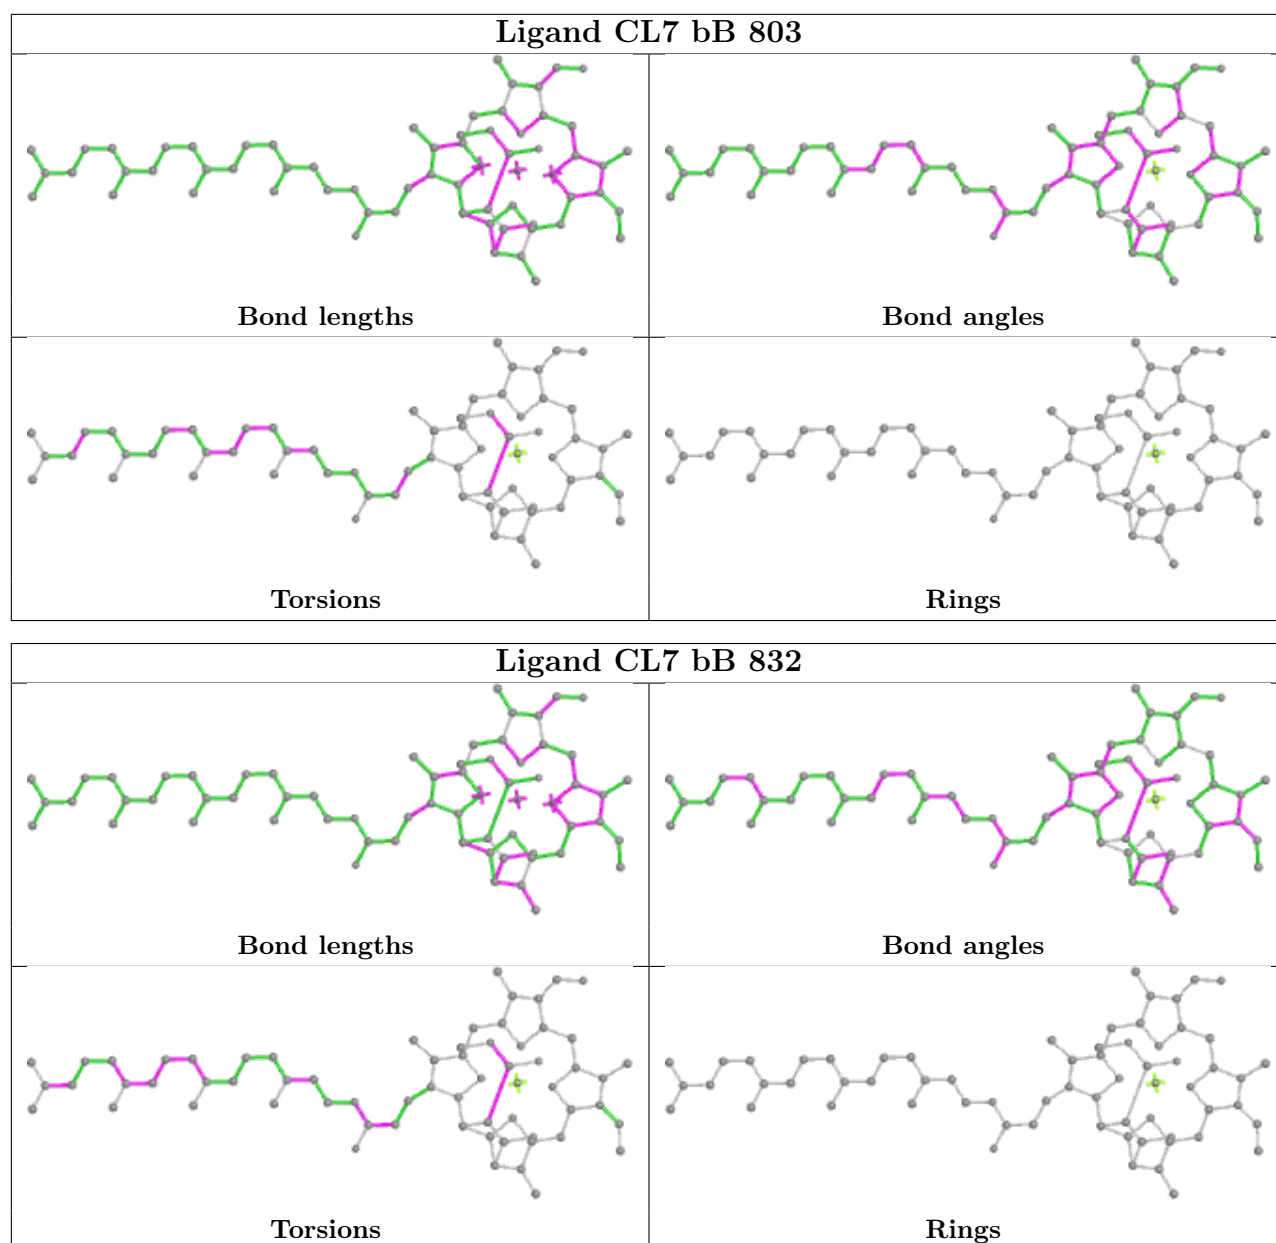 Ligand CL7 bB 803
Bond lengths
Bond angles
Torsions
Rings
Ligand CL7 bB 832
Bond lengths
Bond angles
Torsions
Rings